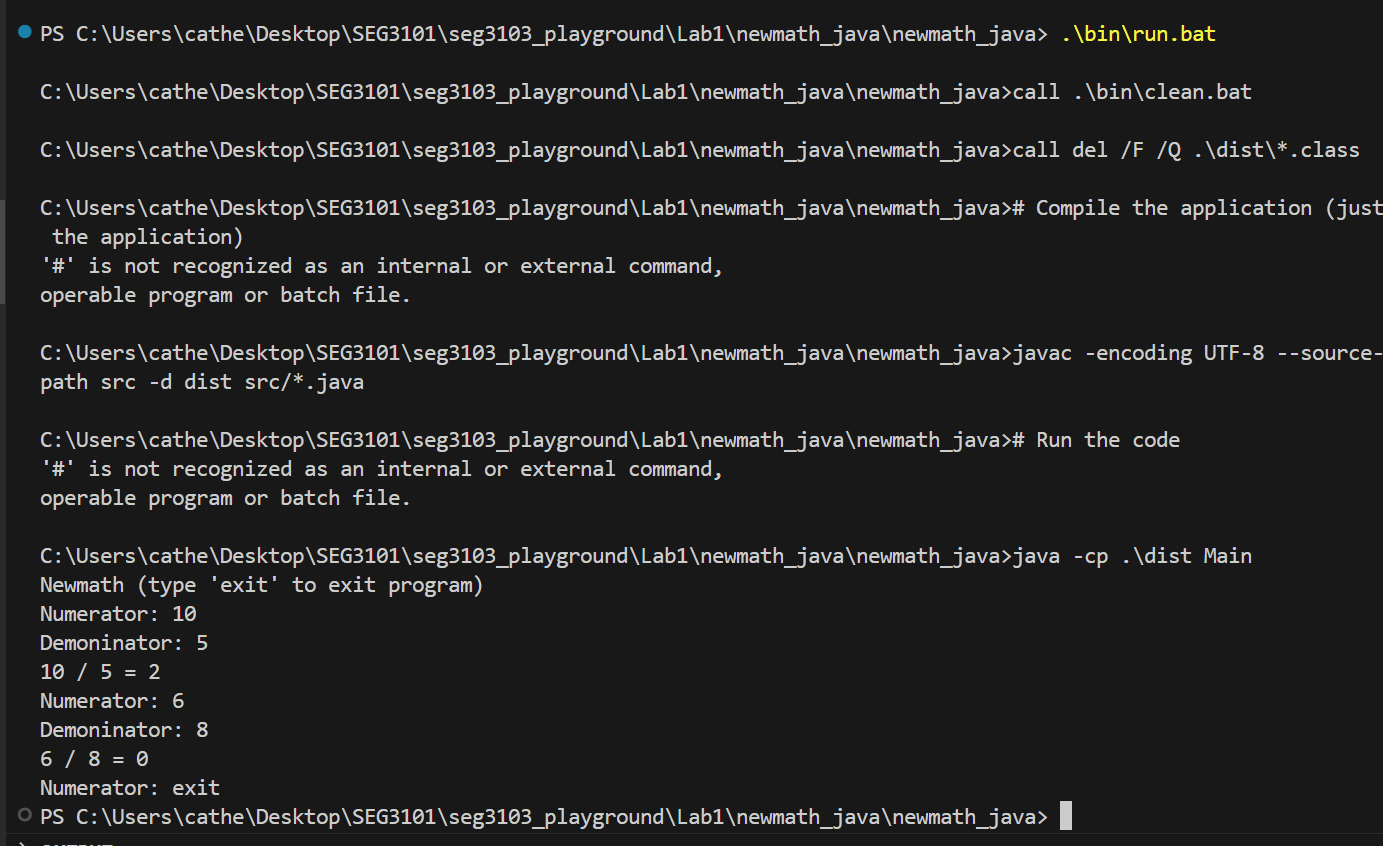 PS C:\Users\cathe\Desktop\SEG3101\seg3103_playground\Lab1\newmath_java\newmath_java> .\bin\run.bat
C:\Users\cathe\Desktop\SEG3101\seg3103_playground\Lab1\newmath_java\newmath_java>call .\bin\clean.bat
C:\Users\cathe\Desktop\SEG3101\seg3103_playground\Lab1\newmath_java\newmath_java>call del /F /Q .\dist\*.class
C:\Users\cathe\Desktop\SEG3101\seg3103_playground\Lab1\newmath_java\newmath_java># Compile the application (just
the application)
'#' is not recognized as an internal or external command,
operable program or batch file.
C:\Users\cathe\Desktop\SEG3101\seg3103_playground\Lab1\newmath_java\newmath_java>javac -encoding UTF-8 --source-
path src -d dist src/*.java
C:\Users\cathe\Desktop\SEG3101\seg3103_playground\Lab1\newmath_java\newmath_java># Run the code
'#' is not recognized as an internal or external command,
operable program or batch file.
C:\Users\cathe\Desktop\SEG3101\seg3103_playground\Lab1\newmath_java\newmath_java>java -cp .\dist Main
Newmath (type 'exit' to exit program)
Numerator: 10
Demoninator: 5
10 / 5 = 2
Numerator: 6
Demoninator: 8
6 / 8 = 0
Numerator: exit
PS C:\Users\cathe\Desktop\SEG3101\seg3103_playground\Lab1\newmath_java\newmath_java>